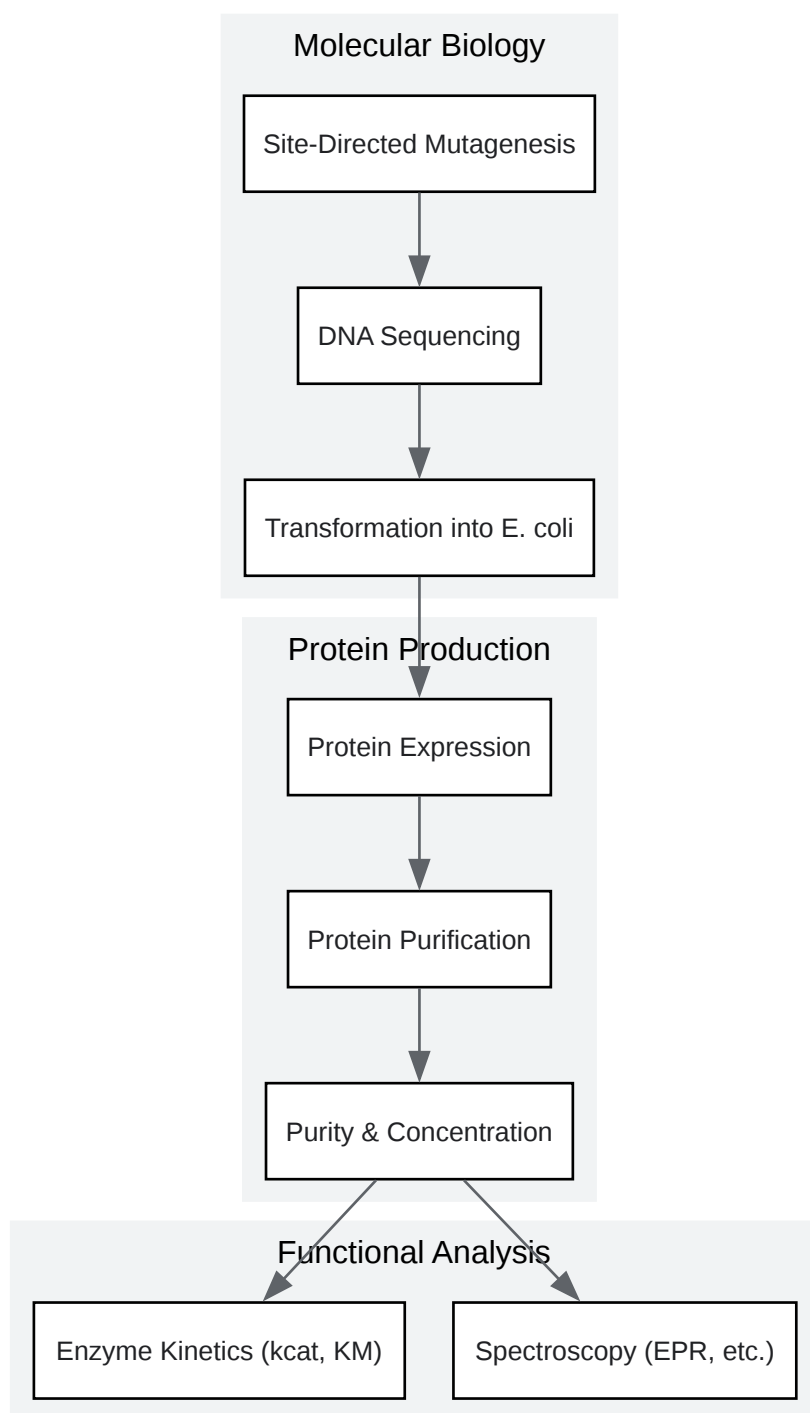 Molecular Biology
Site-Directed Mutagenesis
DNA Sequencing
Transformation into E. coli
Protein Production
Protein Expression
Protein Purification
Purity & Concentration
Functional Analysis
Enzyme Kinetics (kcat, KM)
Spectroscopy (EPR, etc.)